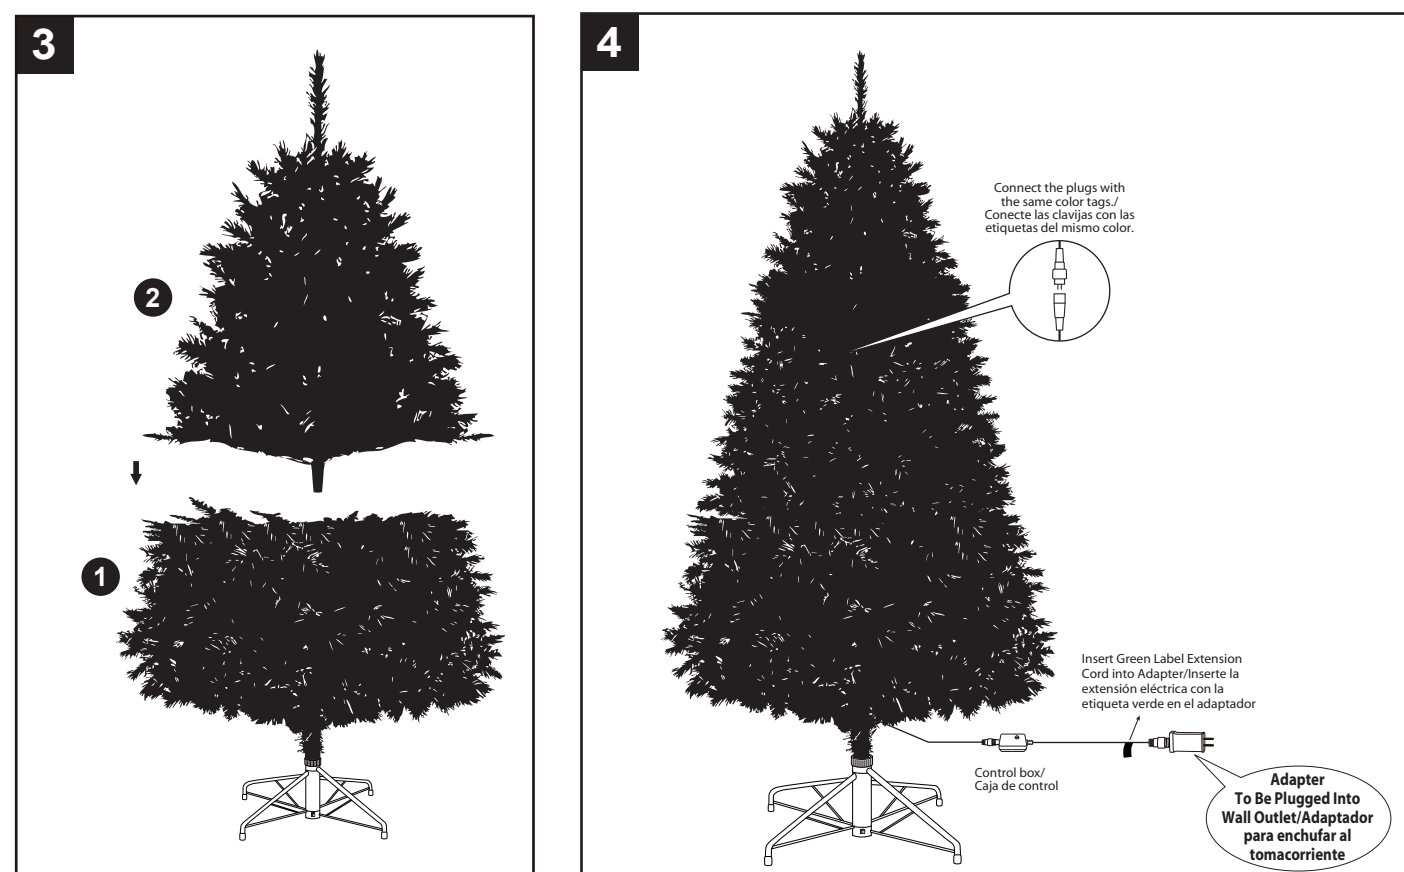 3
2
1
4
Connect the plugs with
the same color tags./
Conecte las clavijas con las
etiquetas del mismo color.
Insert Green Label Extension
Cord into Adapter/Inserte la
extensión eléctrica con la
etiqueta verde en el adaptador
Control box/
Caja de control
Adapter
To Be Plugged Into
Wall Outlet/Adaptador
para enchufar al
tomacorriente